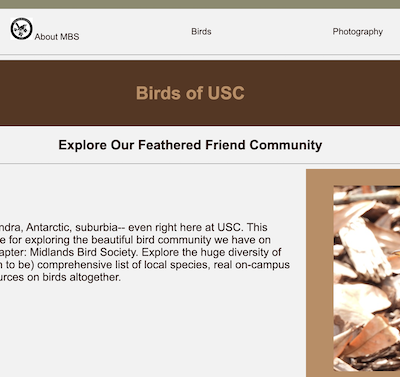 About MBS
Birds
Photography
Birds of USC
Explore Our Feathered Friend Community
ndra, Antarctic, suburbia-- even right here at USC. This
e for exploring the beautiful bird community we have on
apter: Midlands Bird Society. Explore the huge diversity of
to be) comprehensive list of local species, real on-campus
urces on birds altogether.